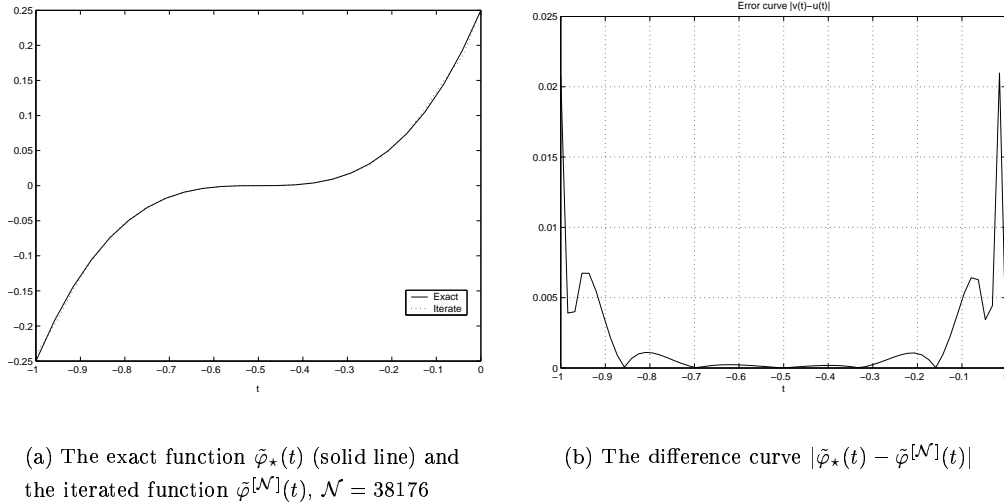 0.25
0.2
0.15
0.1
0.05
0
−0.05
−0.1
−0.15
−0.2
−0.25
−1 −0.9 −0.8 −0.7 −0.6 −0.5 −0.4 −0.3 −0.2 −0.1 0
t
Exact
Iterate
Error curve |v(t)−u(t)|
0.025
0.02
0.015
0.01
0.005
0
−1 −0.9 −0.8 −0.7 −0.6 −0.5 −0.4 −0.3 −0.2 −0.1
t
(a) The exact function φ̃⋆(t) (solid line) and
the iterated function φ̃^[𝒩](t), 𝒩 = 38176
(b) The difference curve |φ̃⋆(t) − φ̃^[𝒩](t)|